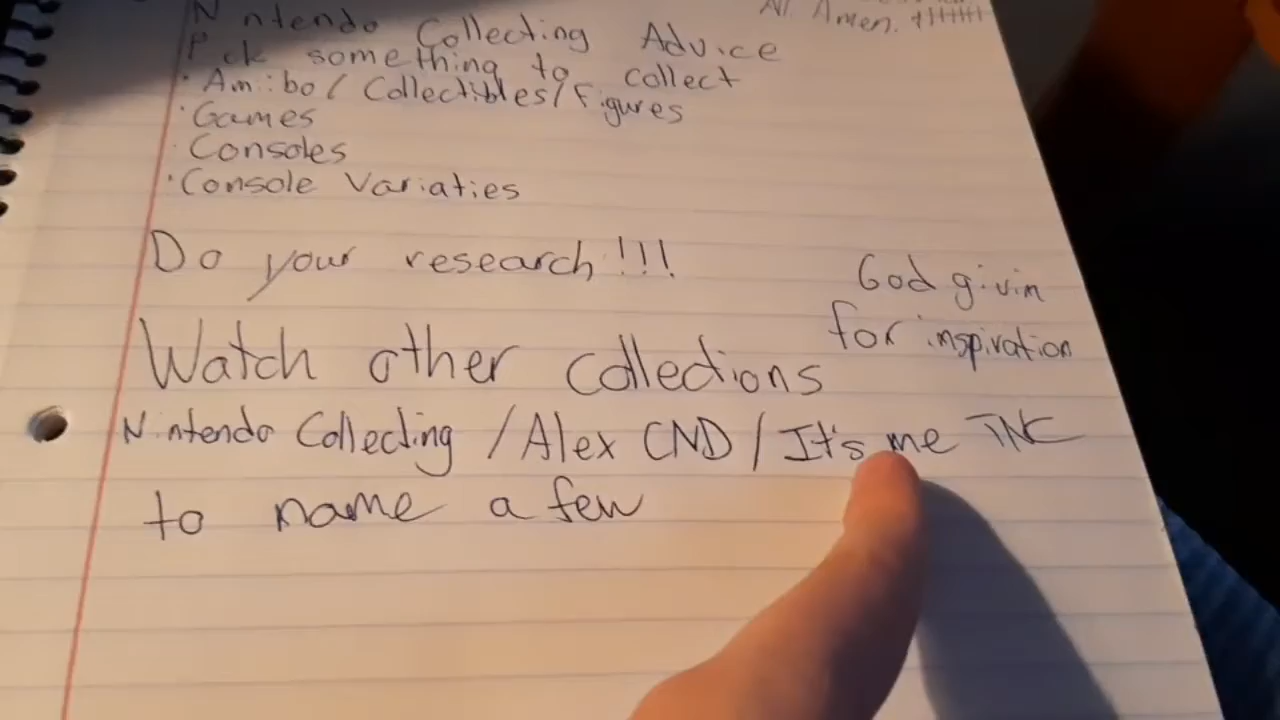 Nintendo Collecting Advice
Pick something to collect
· Amiibo / Collectibles / Figures
· Games
Consoles
· Console Variaties
Do your research!!!
God givin
for inspiration
Watch other collections
Nintendo Collecting / Alex CND / It's me TNC
to name a few
Amen. ††††††